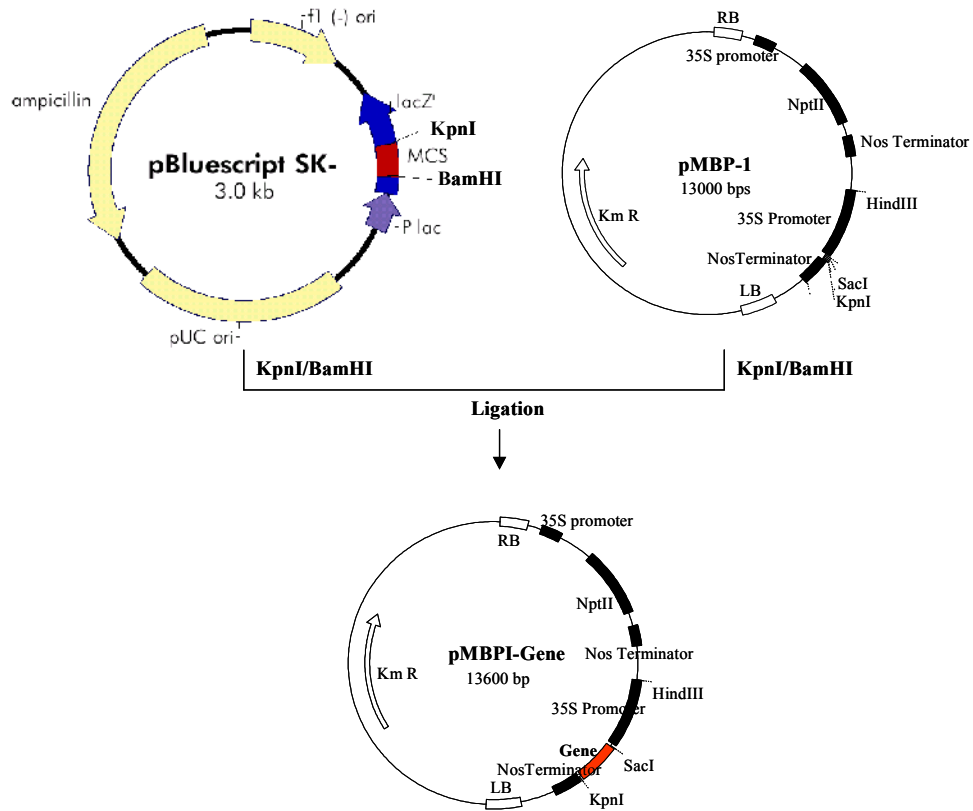 f1 (-) ori
ampicillin
lacZ'
KpnI
MCS
BamHI
pBluescript SK-
3.0 kb
P lac
pUC ori
RB
35S promoter
NptII
Nos Terminator
pMBP-1
13000 bps
HindIII
Km R
35S Promoter
NosTerminator
SacI
KpnI
LB
KpnI/BamHI
KpnI/BamHI
Ligation
35S promoter
RB
NptII
Nos Terminator
pMBPI-Gene
13600 bp
Km R
HindIII
35S Promoter
Gene
SacI
NosTerminator
KpnI
LB